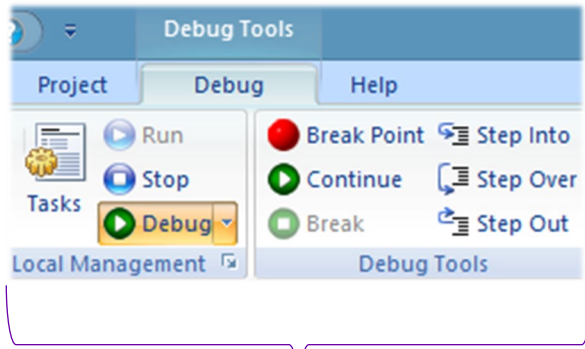 Debug Tools
Project Debug Help
Run
Stop
Debug
Tasks
Local Management
Break Point
Continue
Break
Step Into
Step Over
Step Out
Debug Tools